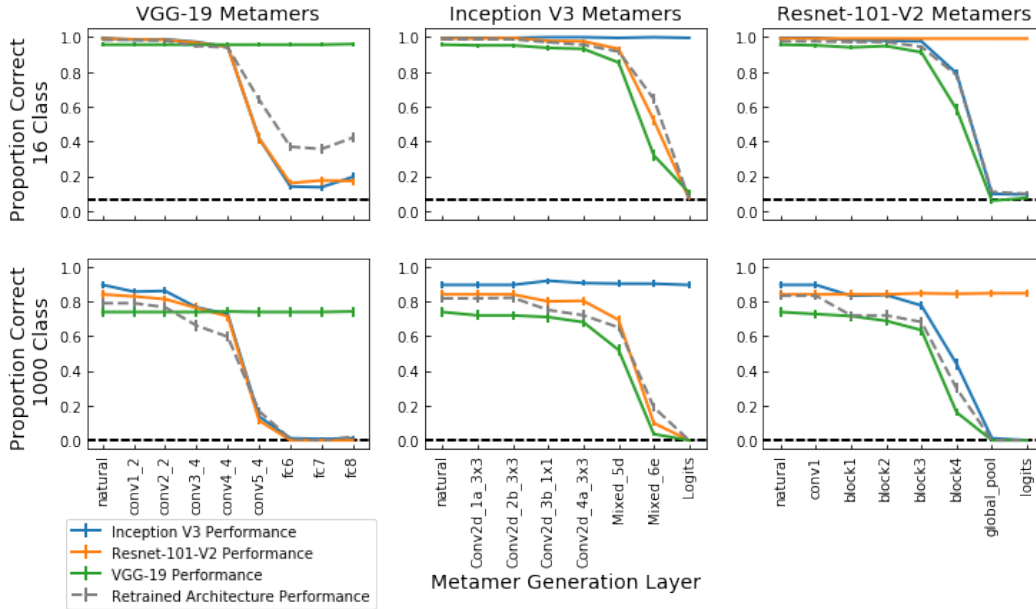 VGG-19 Metamers
Inception V3 Metamers
Resnet-101-V2 Metamers
Proportion Correct
16 Class
1.0
0.8
0.6
0.4
0.2
0.0
Proportion Correct
1000 Class
1.0
0.8
0.6
0.4
0.2
0.0
1.0
0.8
0.6
0.4
0.2
0.0
1.0
0.8
0.6
0.4
0.2
0.0
1.0
0.8
0.6
0.4
0.2
0.0
1.0
0.8
0.6
0.4
0.2
0.0
natural
conv1_2
conv2_2
conv3_4
conv4_4
conv5_4
fc6
fc7
fc8
natural
Conv2d_1a_3x3
Conv2d_2b_3x3
Conv2d_3b_1x1
Conv2d_4a_3x3
Mixed_5d
Mixed_6e
Logits
natural
conv1
block1
block2
block3
block4
global_pool
logits
Inception V3 Performance
Resnet-101-V2 Performance
VGG-19 Performance
Retrained Architecture Performance
Metamer Generation Layer